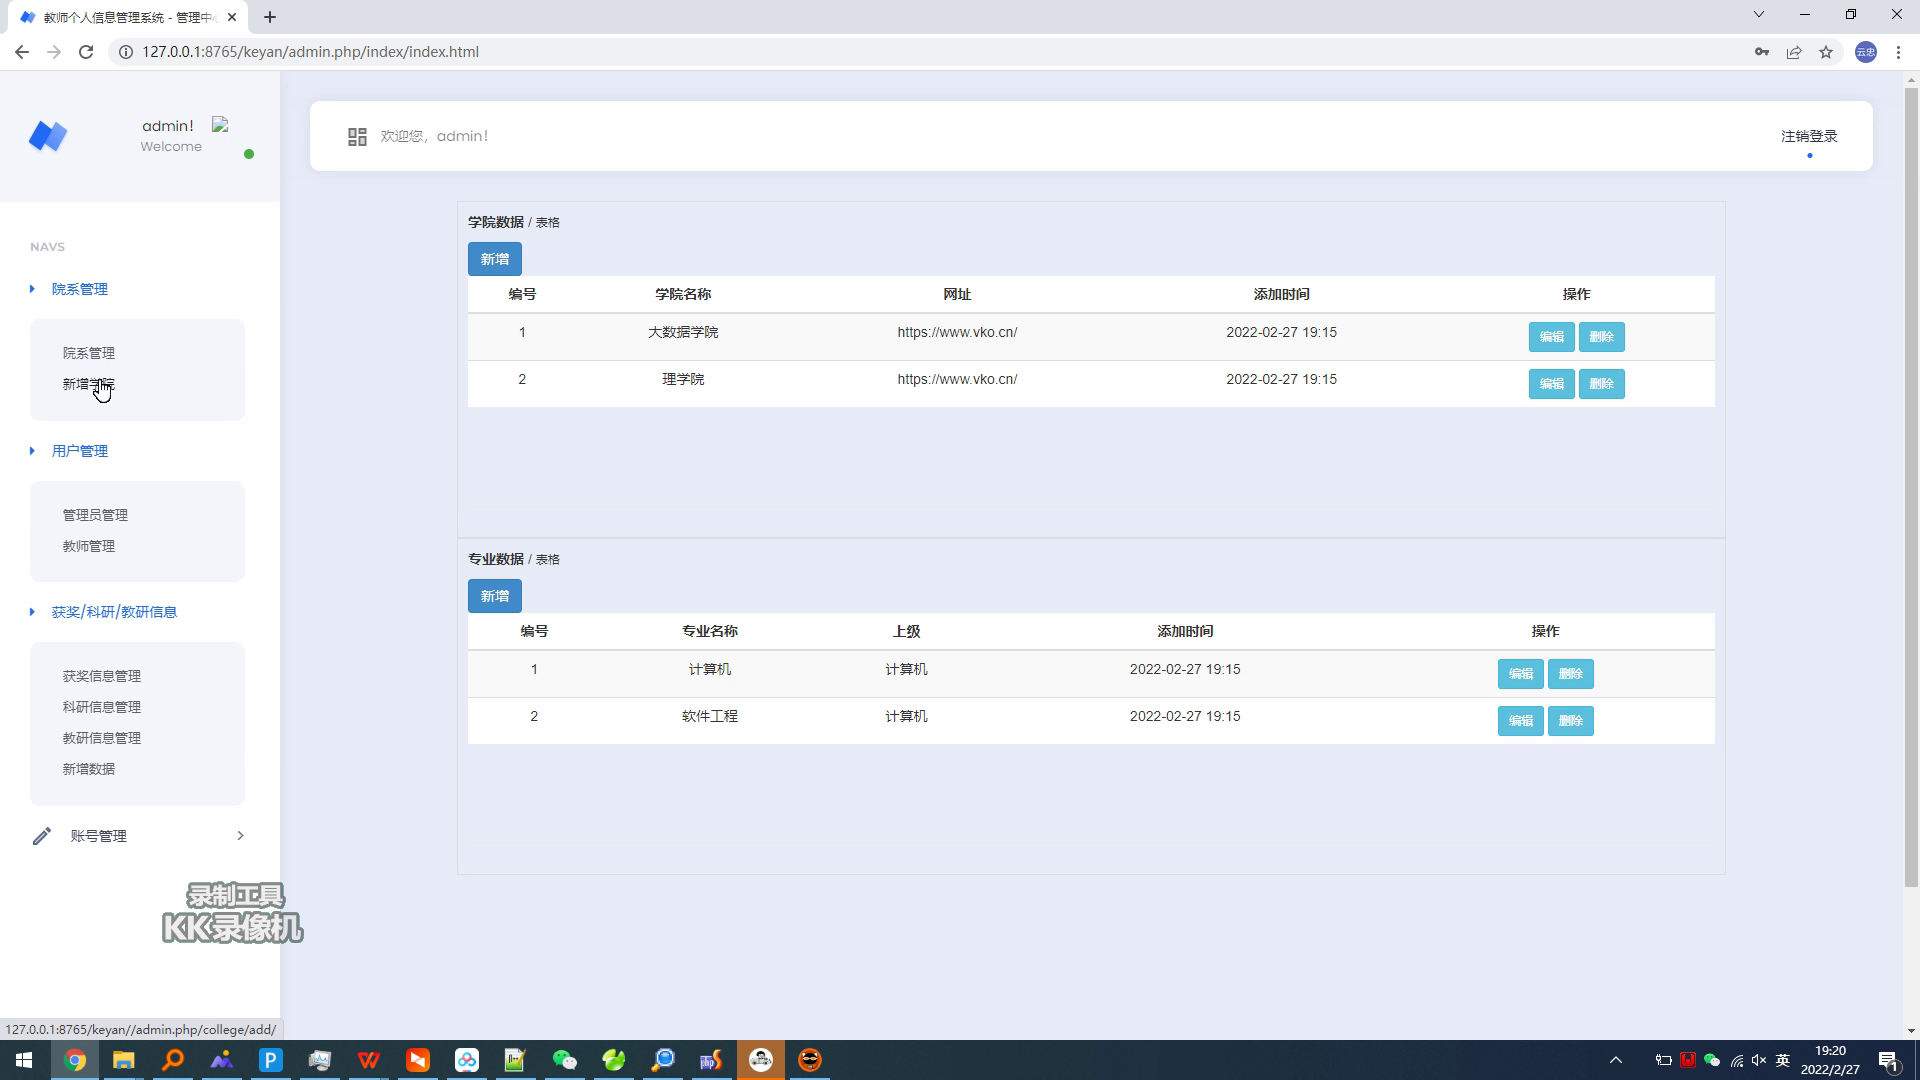 教师个人信息管理系统 - 管理中
127.0.0.1:8765/keyan/admin.php/index/index.html
云忠
admin!
Welcome
欢迎您，admin!
注销登录
NAVS
院系管理
院系管理
新增学院
用户管理
管理员管理
教师管理
获奖/科研/教研信息
获奖信息管理
科研信息管理
教研信息管理
新增数据
账号管理
学院数据 / 表格
新增
编号 学院名称 网址 添加时间 操作
1 大数据学院 https://www.vko.cn/ 2022-02-27 19:15 编辑 删除
2 理学院 https://www.vko.cn/ 2022-02-27 19:15 编辑 删除
专业数据 / 表格
新增
编号 专业名称 上级 添加时间 操作
1 计算机 计算机 2022-02-27 19:15 编辑 删除
2 软件工程 计算机 2022-02-27 19:15 编辑 删除
录制工具
KK录像机
127.0.0.1:8765/keyan//admin.php/college/add/
英
19:20
2022/2/27
1